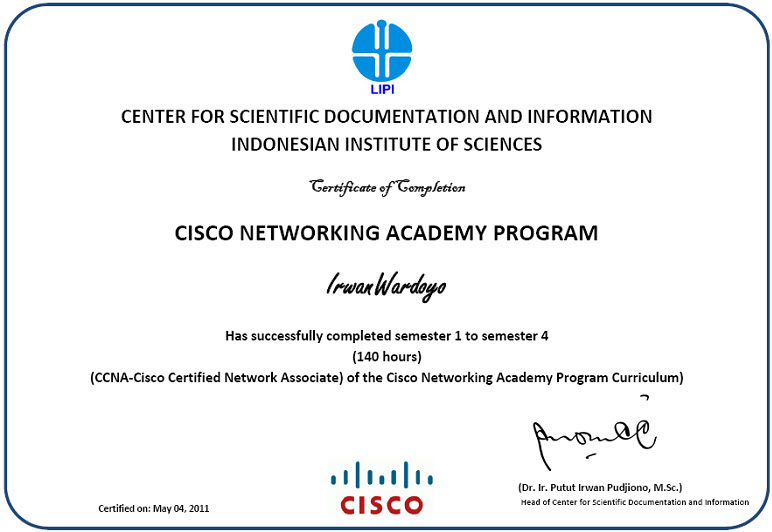 LIPI
CENTER FOR SCIENTIFIC DOCUMENTATION AND INFORMATION
INDONESIAN INSTITUTE OF SCIENCES
Certificate of Completion
CISCO NETWORKING ACADEMY PROGRAM
Irwan Wardoyo
Has successfully completed semester 1 to semester 4
(140 hours)
(CCNA-Cisco Certified Network Associate) of the Cisco Networking Academy Program Curriculum)
CISCO
(Dr. Ir. Putut Irwan Pudjiono, M.Sc.)
Head of Center for Scientific Documentation and Information
Certified on: May 04, 2011